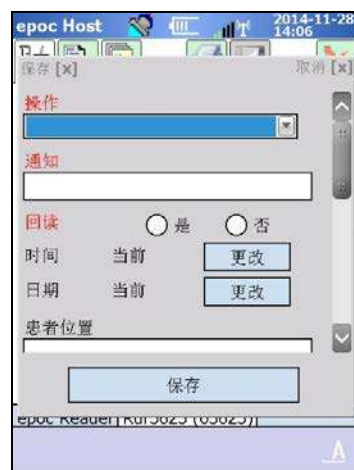 epoc Host 2014-11-28
14:06
保存 [x] 取消 [x]
操作
通知
回读 是 否
时间 当前 更改
日期 当前 更改
患者位置
保存
epoc Reader
A